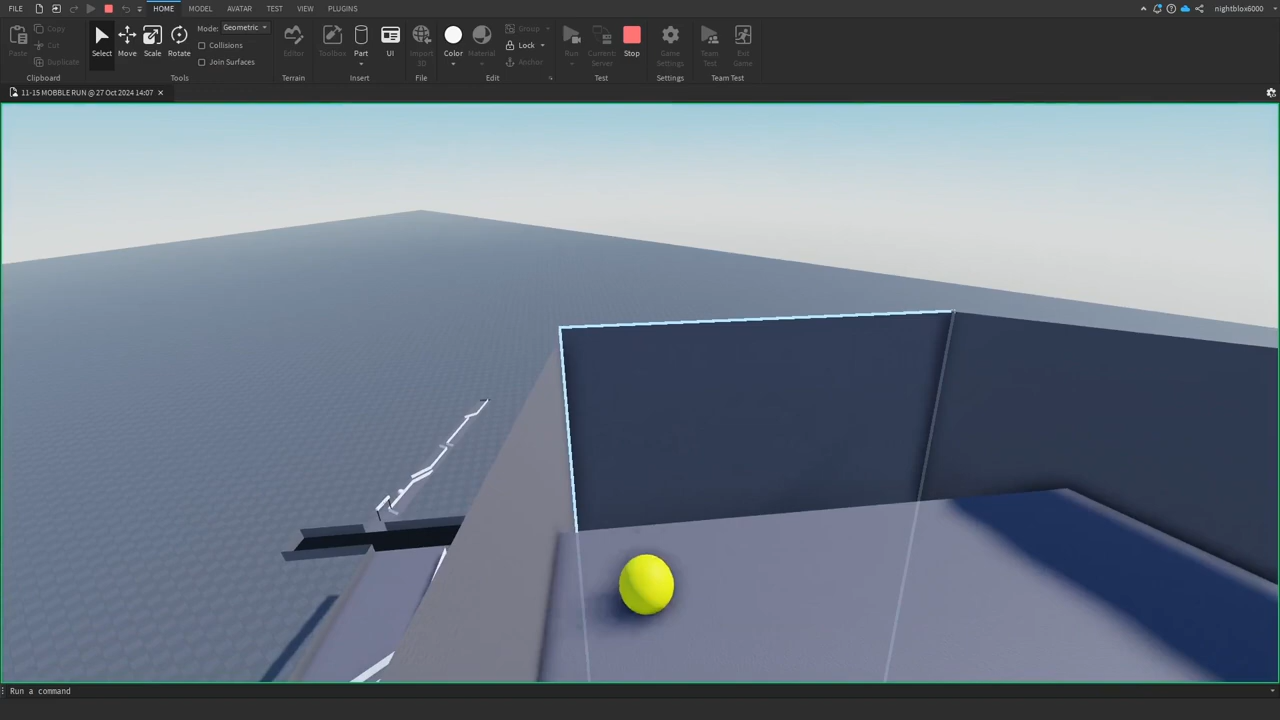 FILE HOME MODEL AVATAR TEST VIEW PLUGINS nightblox6000
Paste Copy Cut Duplicate Select Move Scale Rotate Mode: Geometric Collisions Join Surfaces Editor Toolbox Part UI Import 3D Color Material Group Lock Anchor Run Current: Server Stop Game Settings Team Test Exit Game
Clipboard Tools Terrain Insert File Edit Test Settings Team Test
11-15 MOBBLE RUN @ 27 Oct 2024 14:07
Run a command